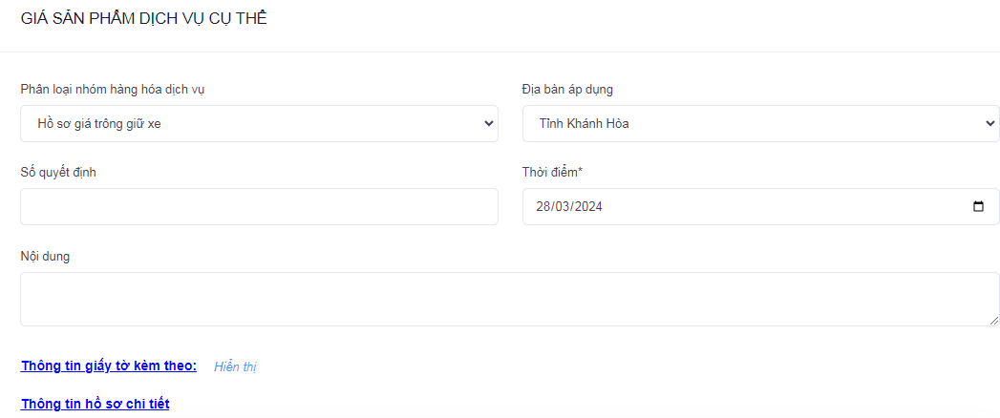 GIÁ SẢN PHẨM DỊCH VỤ CỤ THỂ
Phân loại nhóm hàng hóa dịch vụ
Địa bàn áp dụng
Hồ sơ giá trông giữ xe
Tỉnh Khánh Hòa
Số quyết định
Thời điểm*
28/03/2024
Nội dung
Thông tin giấy tờ kèm theo: Hiển thị
Thông tin hồ sơ chi tiết